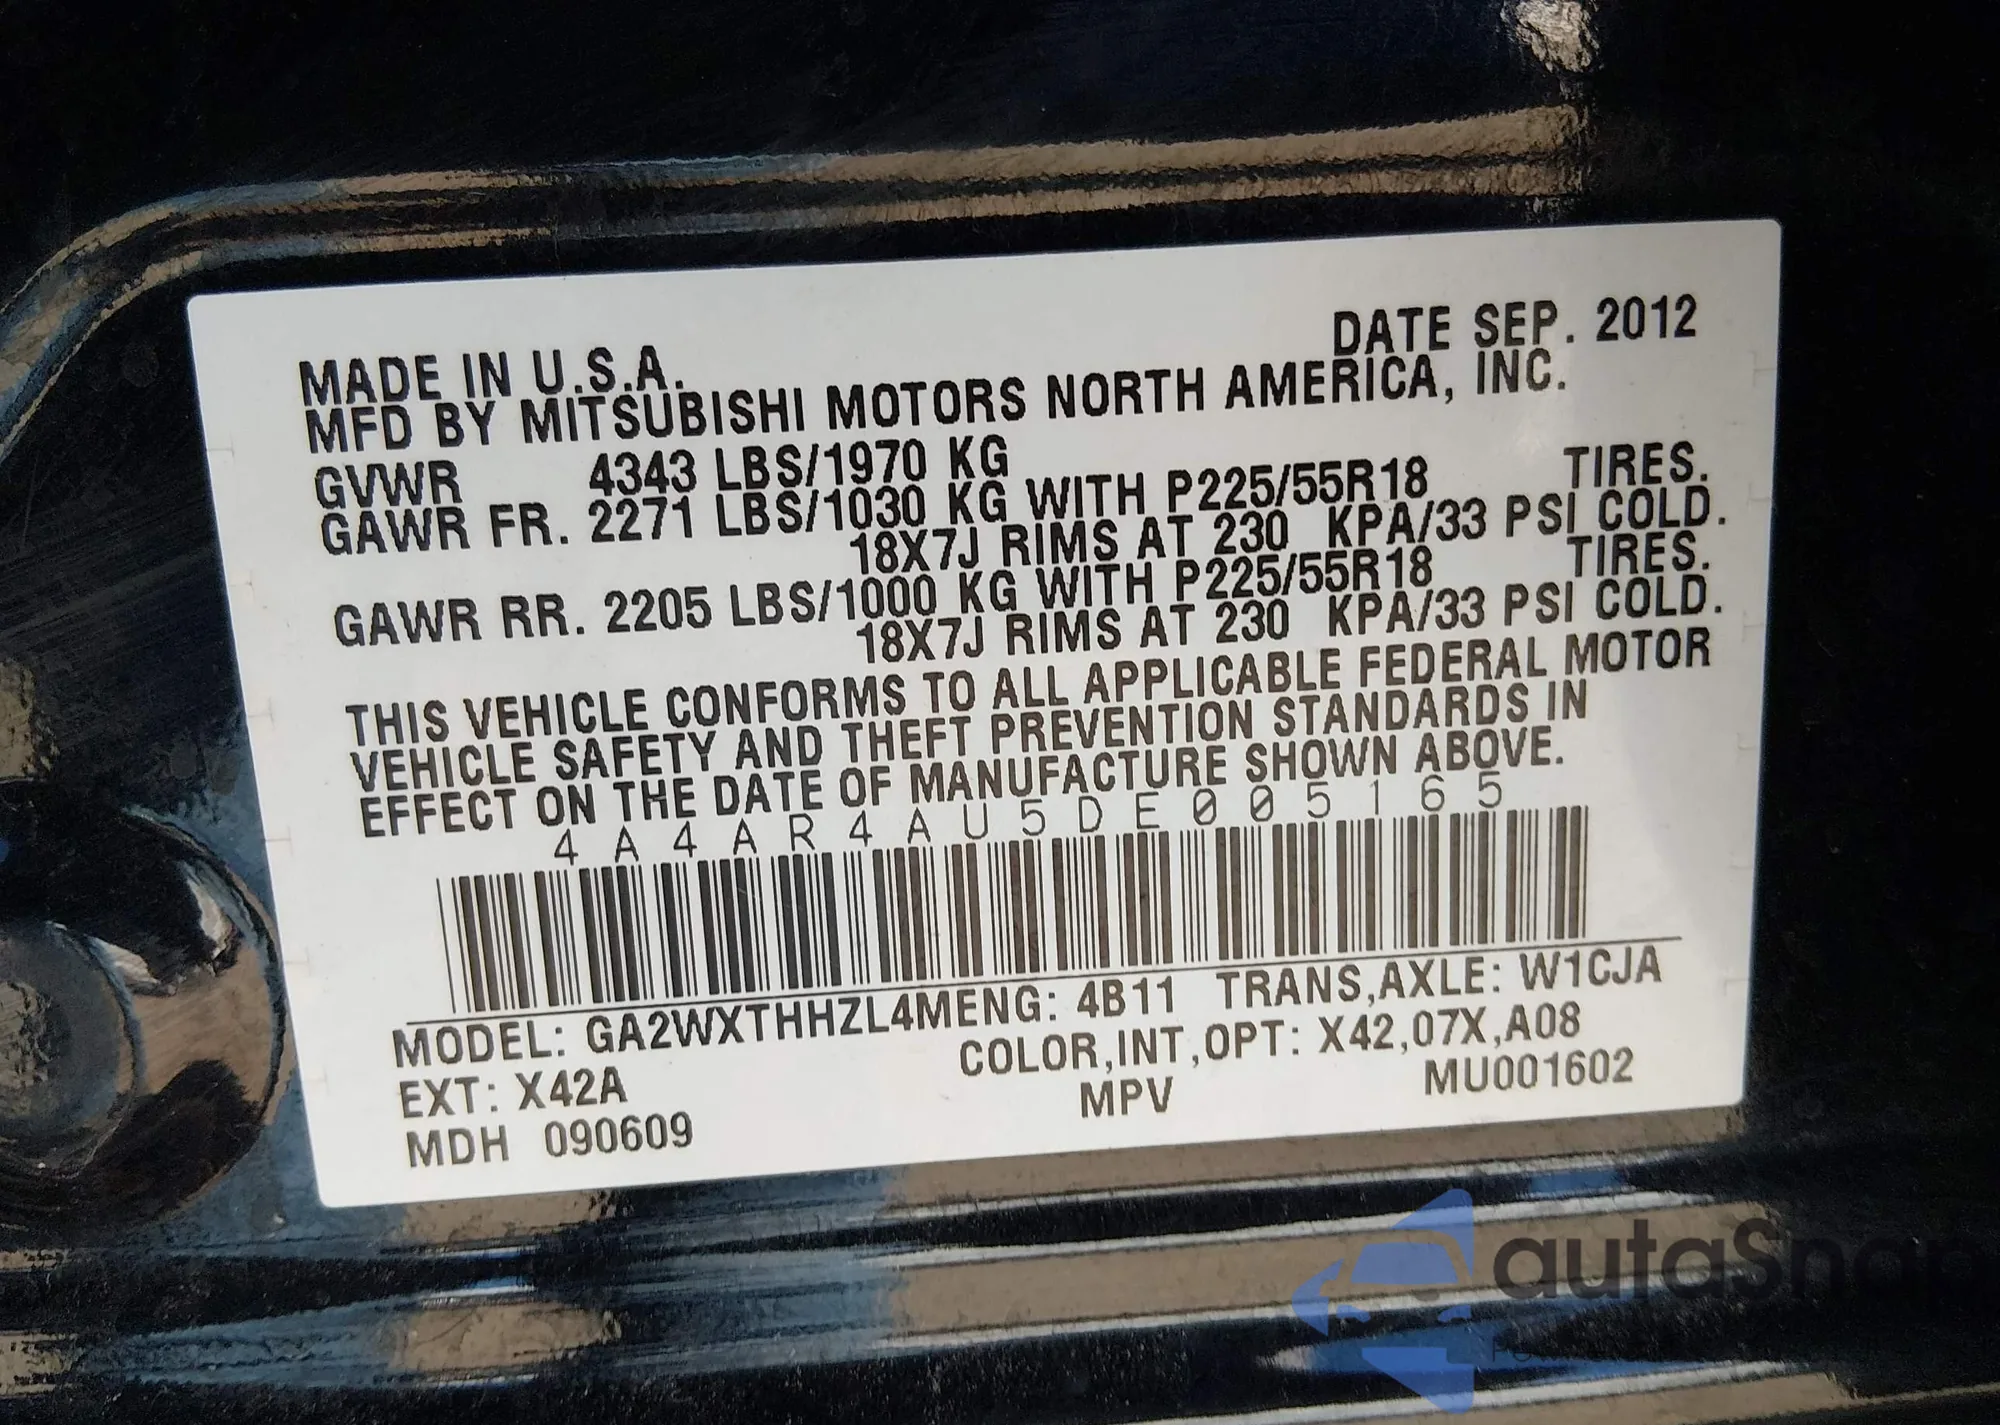 DATE SEP. 2012
MADE IN U.S.A.
MFD BY MITSUBISHI MOTORS NORTH AMERICA, INC.
GVWR 4343 LBS/1970 KG
GAWR FR. 2271 LBS/1030 KG WITH P225/55R18 TIRES.
18X7J RIMS AT 230 KPA/33 PSI COLD.
GAWR RR. 2205 LBS/1000 KG WITH P225/55R18 TIRES.
18X7J RIMS AT 230 KPA/33 PSI COLD.
THIS VEHICLE CONFORMS TO ALL APPLICABLE FEDERAL MOTOR
VEHICLE SAFETY AND THEFT PREVENTION STANDARDS IN
EFFECT ON THE DATE OF MANUFACTURE SHOWN ABOVE.
4A4AR4AU5DE005165
MODEL: GA2WXTHHZL4MENG: 4B11 TRANS,AXLE: W1CJA
EXT: X42A COLOR,INT,OPT: X42,07X,A08
MDH 090609 MPV MU001602
autaSnap